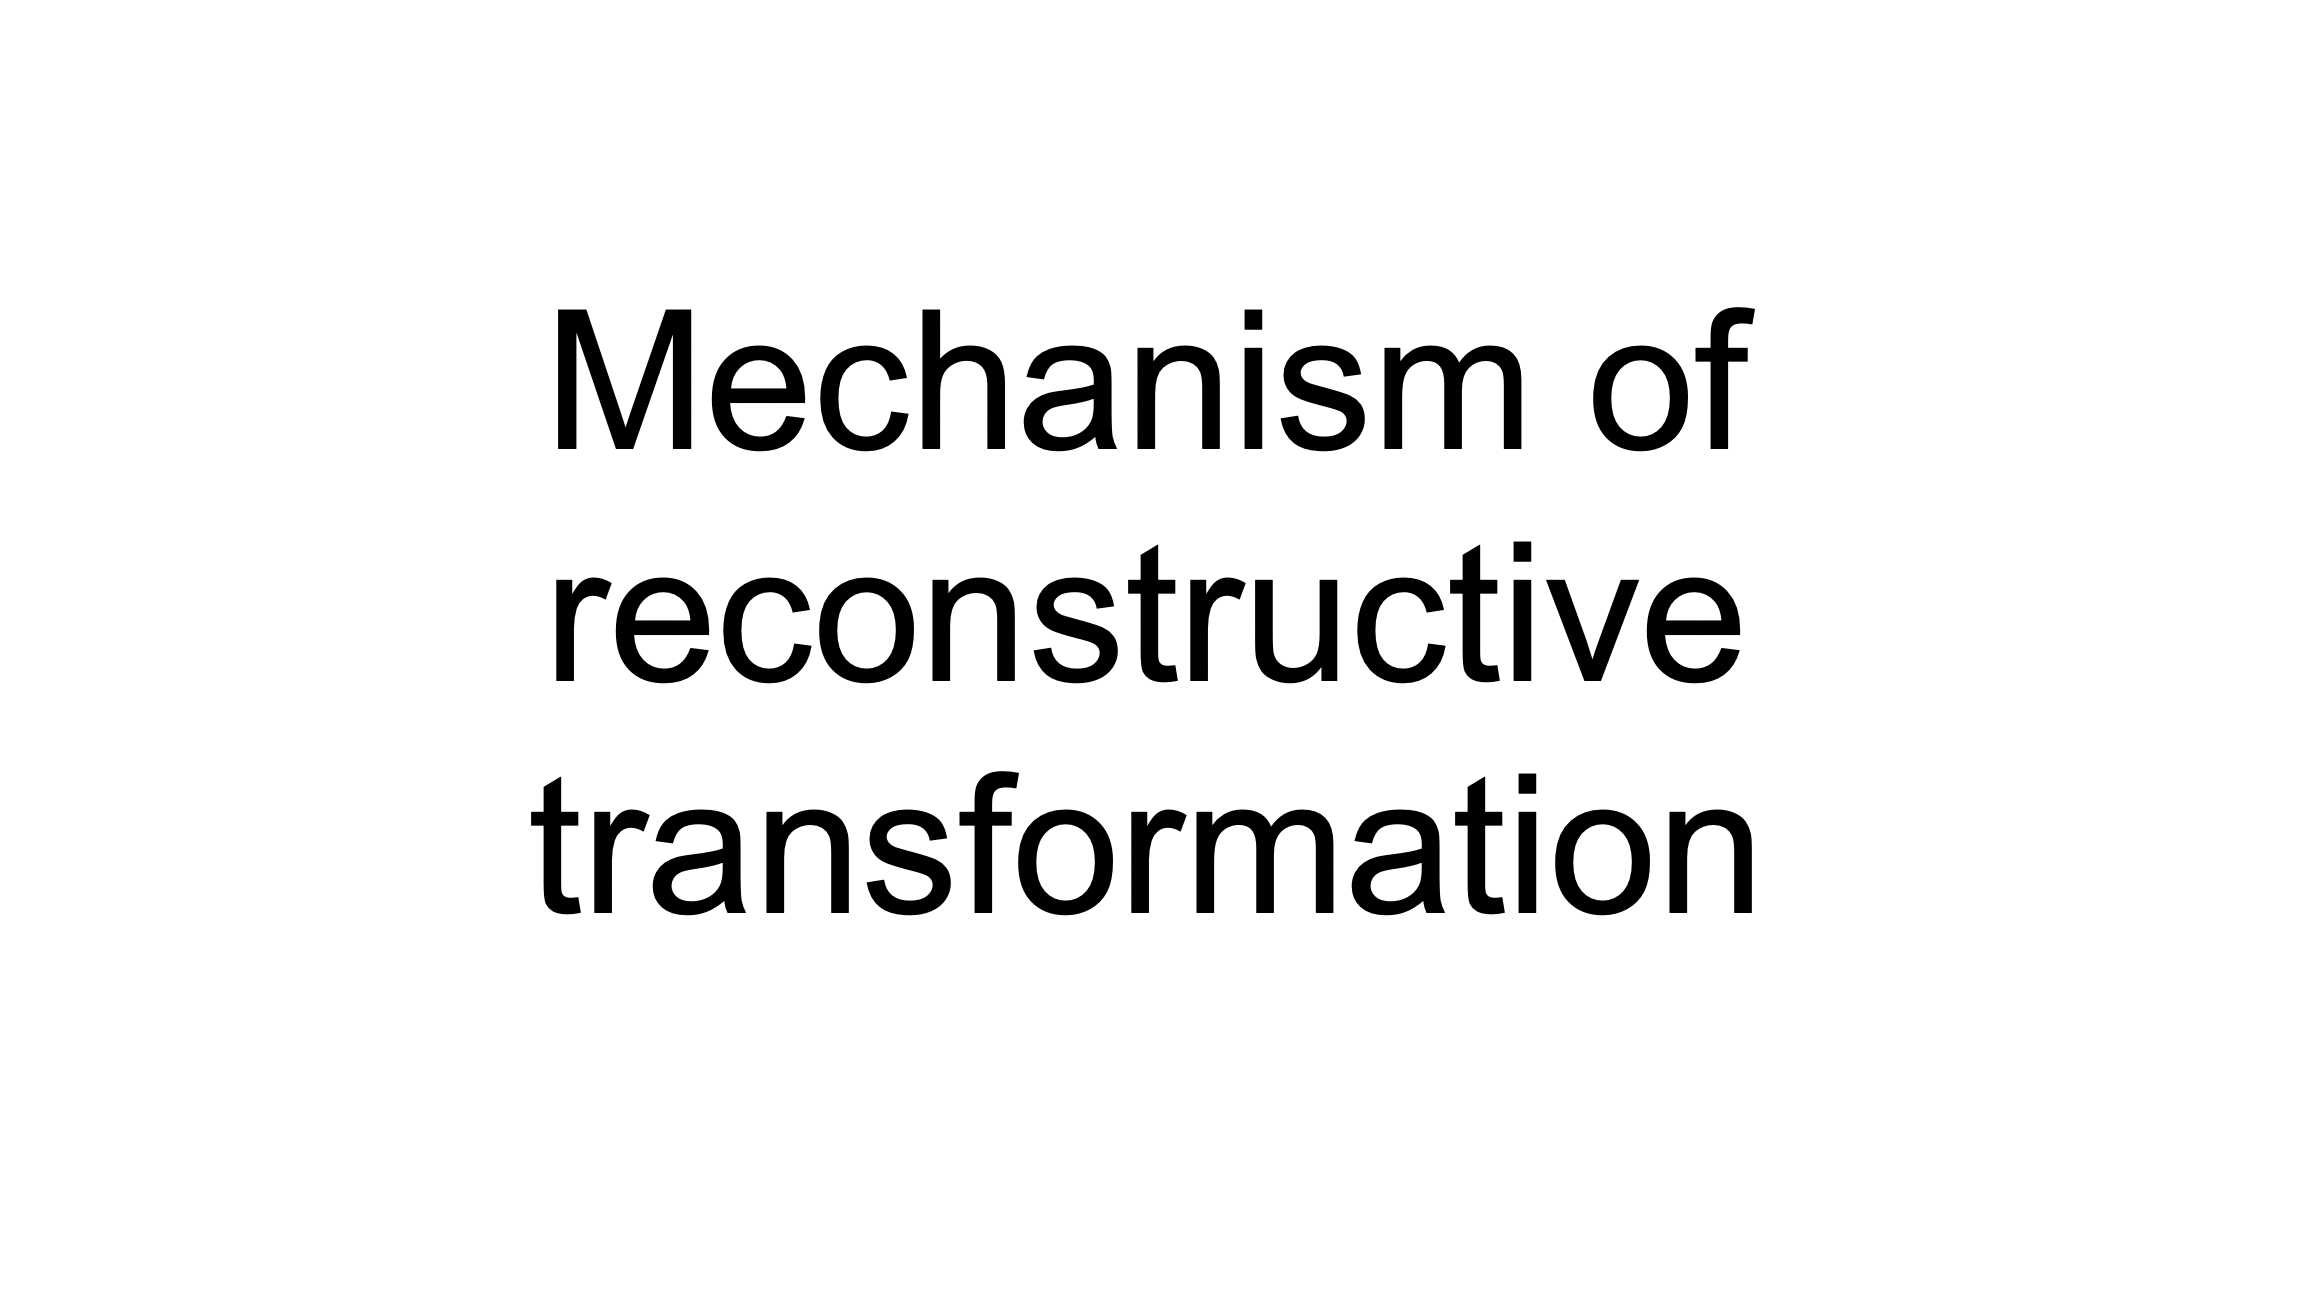 Mechanism of
reconstructive
transformation